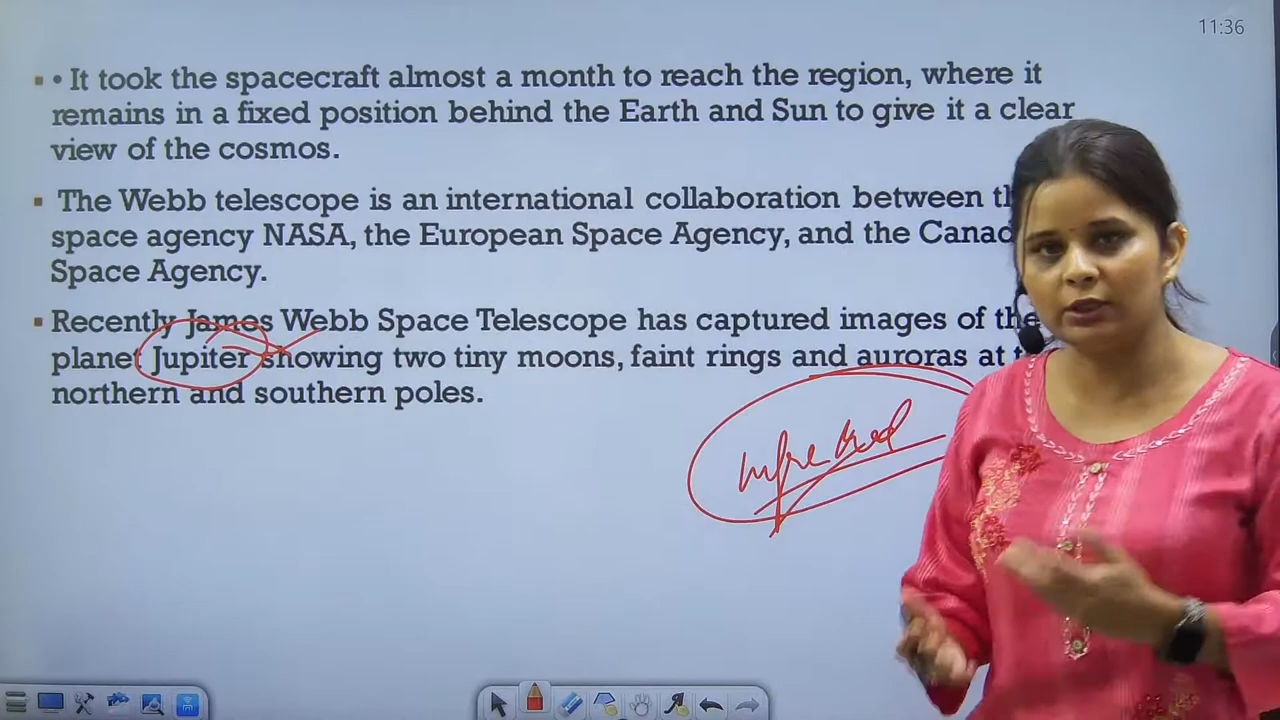 11:36
• It took the spacecraft almost a month to reach the region, where it
remains in a fixed position behind the Earth and Sun to give it a clear
view of the cosmos.
The Webb telescope is an international collaboration between
space agency NASA, the European Space Agency, and the
Space Agency.
Recently James Webb Space Telescope has captured images of the
planet Jupiter showing two tiny moons, faint rings and auroras at
northern and southern poles.
infrared